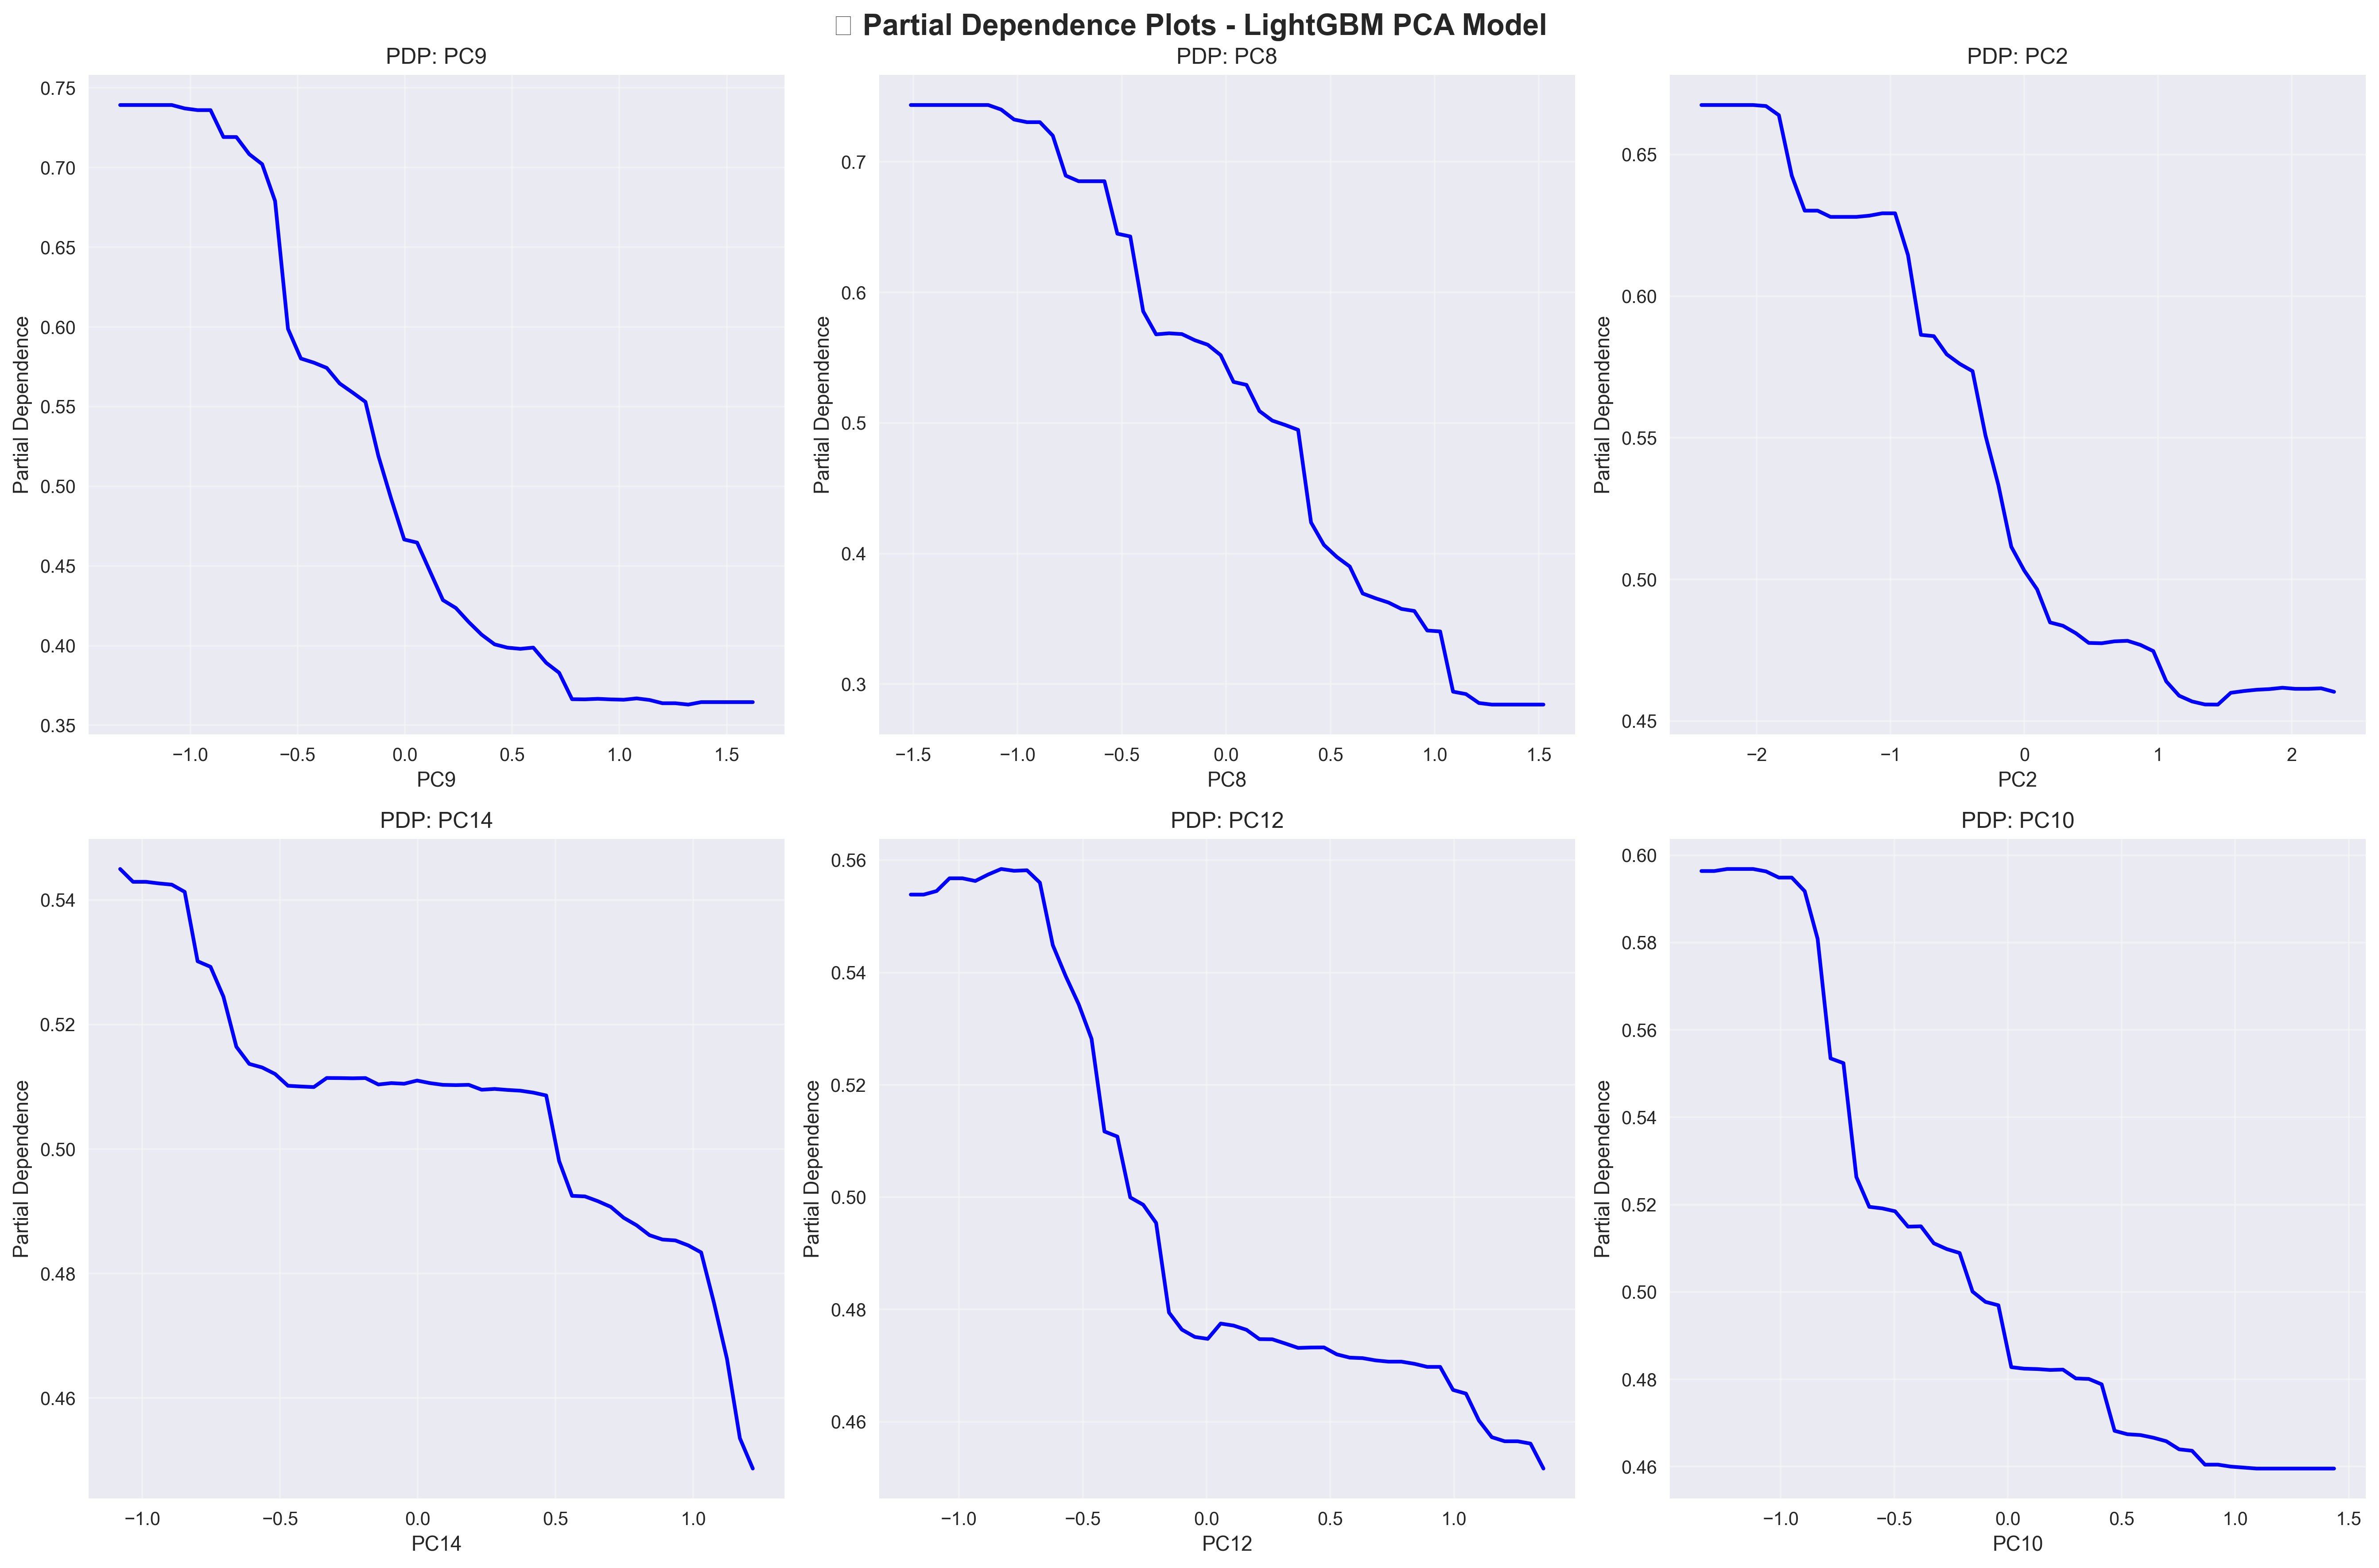 Partial Dependence Plots - LightGBM PCA Model
PDP: PC9
0.75
0.70
0.65
0.60
0.55
0.50
0.45
0.40
0.35
Partial Dependence
−1.0 −0.5 0.0 0.5 1.0 1.5
PC9
PDP: PC8
0.7
0.6
0.5
0.4
0.3
Partial Dependence
−1.5 −1.0 −0.5 0.0 0.5 1.0 1.5
PC8
PDP: PC2
0.65
0.60
0.55
0.50
0.45
Partial Dependence
−2 −1 0 1 2
PC2
PDP: PC14
0.54
0.52
0.50
0.48
0.46
Partial Dependence
−1.0 −0.5 0.0 0.5 1.0
PC14
PDP: PC12
0.56
0.54
0.52
0.50
0.48
0.46
Partial Dependence
−1.0 −0.5 0.0 0.5 1.0
PC12
PDP: PC10
0.60
0.58
0.56
0.54
0.52
0.50
0.48
0.46
Partial Dependence
−1.0 −0.5 0.0 0.5 1.0 1.5
PC10